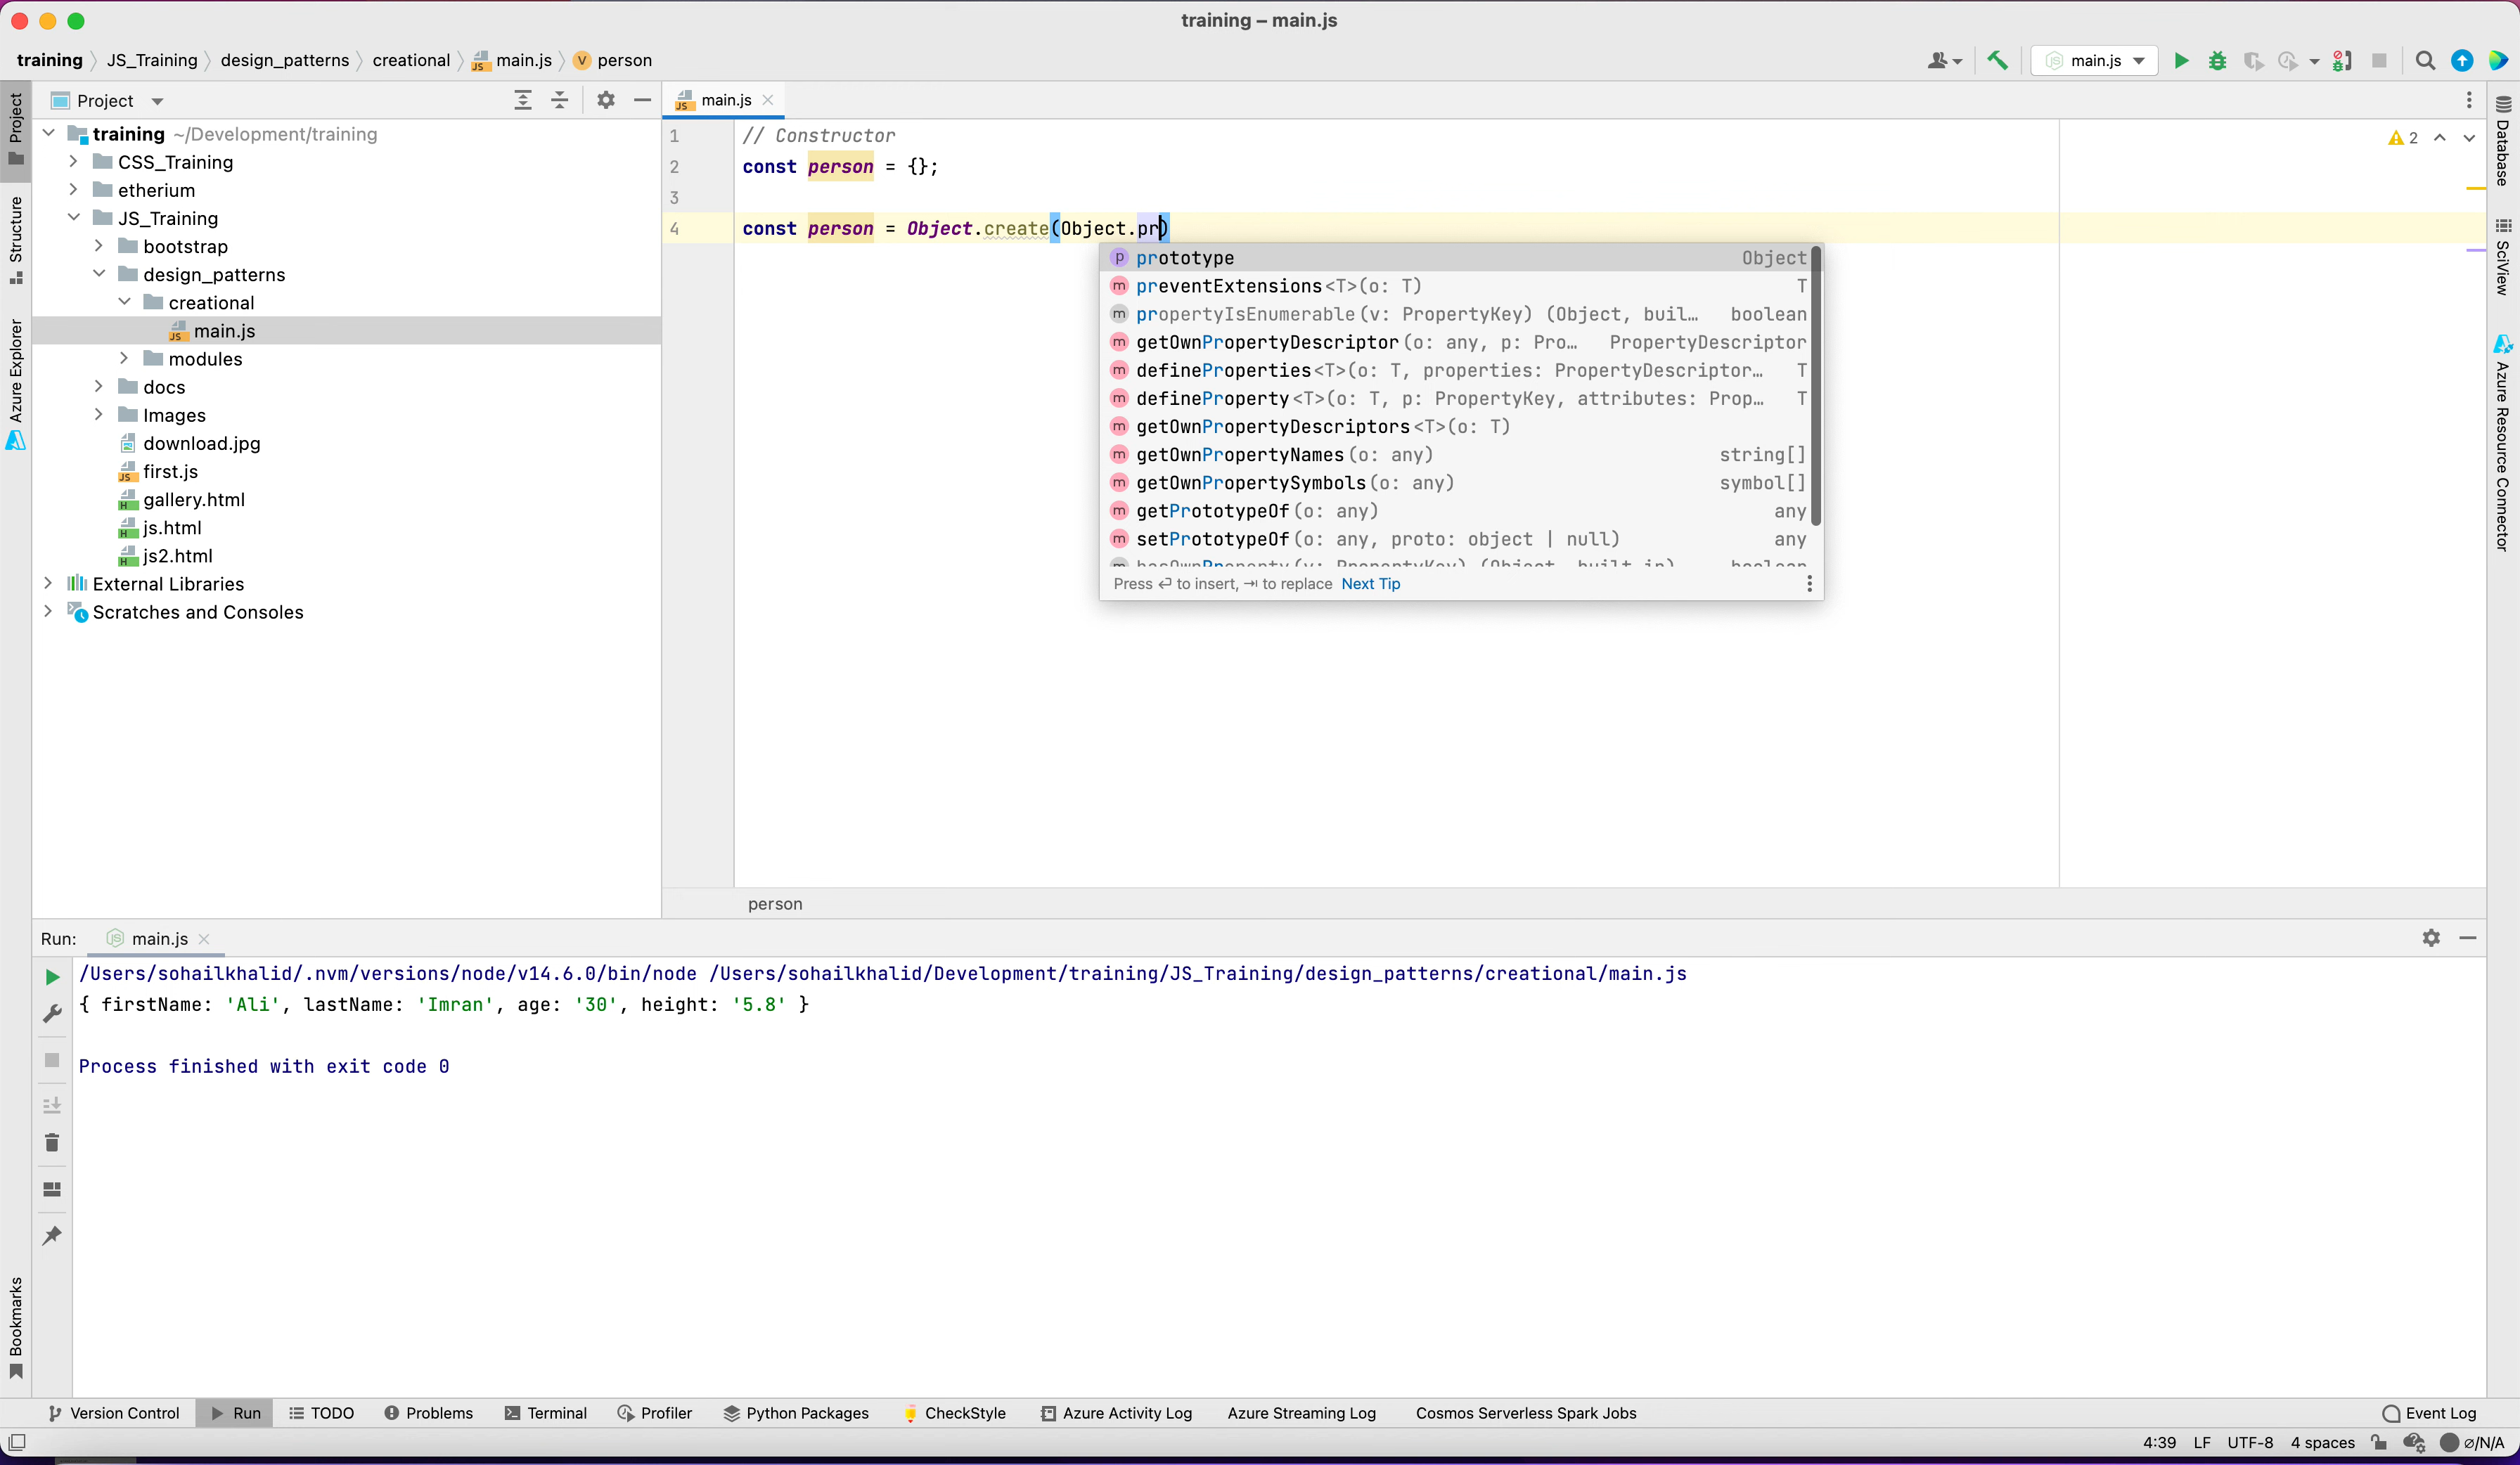 training – main.js
training JS_Training design_patterns creational JS main.js V person
JS main.js
Project
main.js
Project
Structure
Azure Explorer
Bookmarks
training ~/Development/training
CSS_Training
etherium
JS_Training
bootstrap
design_patterns
creational
main.js
modules
docs
Images
download.jpg
first.js
gallery.html
js.html
js2.html
External Libraries
Scratches and Consoles
1 // Constructor
2 const person = {};
3
4 const person = Object.create(Object.pr)
2
p prototype Object
m preventExtensions<T>(o: T) T
m propertyIsEnumerable(v: PropertyKey) (Object, buil… boolean
m getOwnPropertyDescriptor(o: any, p: Pro… PropertyDescriptor
m defineProperties<T>(o: T, properties: PropertyDescriptor… T
m defineProperty<T>(o: T, p: PropertyKey, attributes: Prop… T
m getOwnPropertyDescriptors<T>(o: T)
m getOwnPropertyNames(o: any) string[]
m getOwnPropertySymbols(o: any) symbol[]
m getPrototypeOf(o: any) any
m setPrototypeOf(o: any, proto: object | null) any
Press ↵ to insert, ⇥ to replace Next Tip
Database
SciView
Azure Resource Connector
person
Run: main.js
/Users/sohailkhalid/.nvm/versions/node/v14.6.0/bin/node /Users/sohailkhalid/Development/training/JS_Training/design_patterns/creational/main.js
{ firstName: 'Ali', lastName: 'Imran', age: '30', height: '5.8' }
Process finished with exit code 0
Version Control Run TODO Problems Terminal Profiler Python Packages CheckStyle Azure Activity Log Azure Streaming Log Cosmos Serverless Spark Jobs Event Log
4:39 LF UTF-8 4 spaces ⌀/N/A